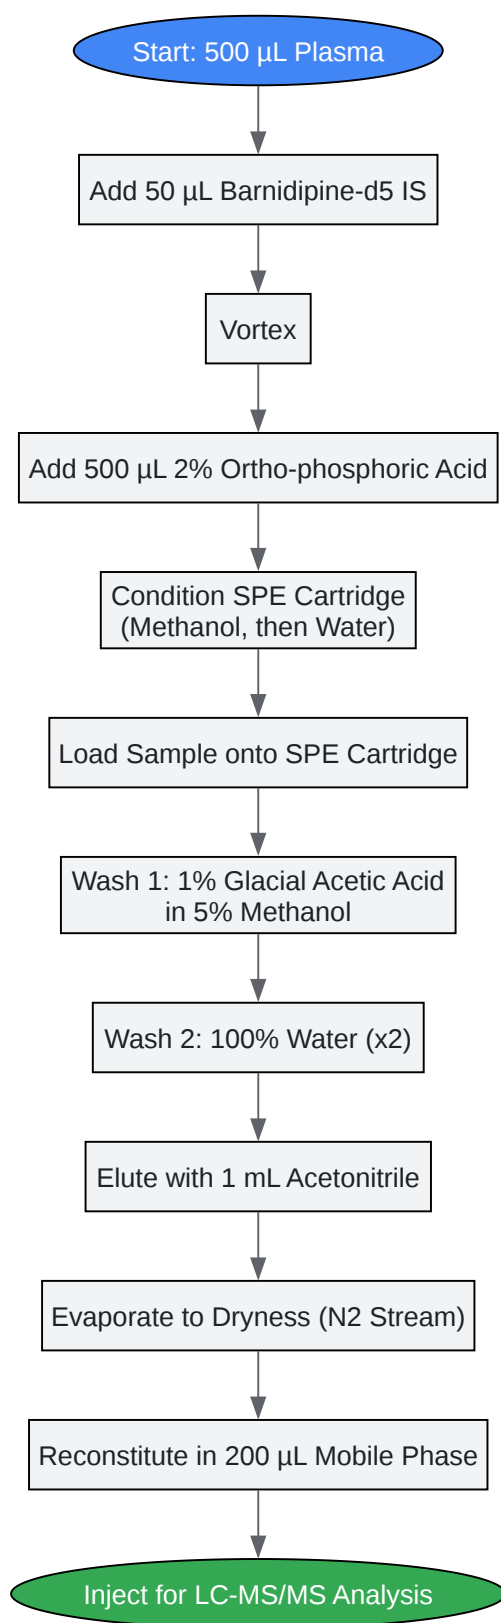 Start: 500 µL Plasma
Add 50 µL Barnidipine-d5 IS
Vortex
Add 500 µL 2% Ortho-phosphoric Acid
Condition SPE Cartridge
(Methanol, then Water)
Load Sample onto SPE Cartridge
Wash 1: 1% Glacial Acetic Acid
in 5% Methanol
Wash 2: 100% Water (x2)
Elute with 1 mL Acetonitrile
Evaporate to Dryness (N2 Stream)
Reconstitute in 200 µL Mobile Phase
Inject for LC-MS/MS Analysis